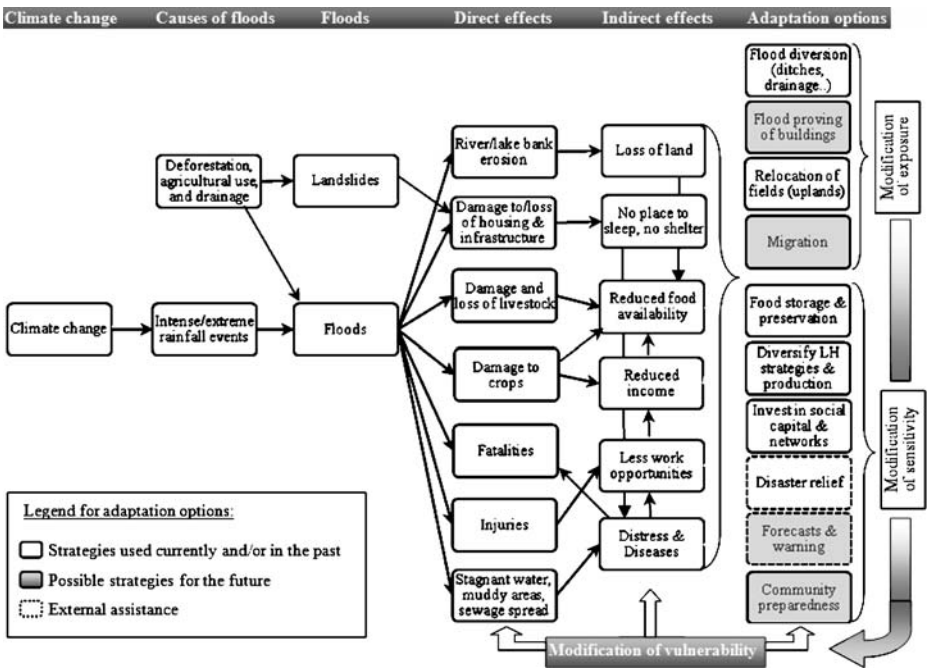 Climate change
Causes of floods
Floods
Direct effects
Indirect effects
Adaptation options
Climate change
Deforestation,
agricultural use,
and drainage
Intense/extreme
rainfall events
Landslides
Floods
River/lake bank
erosion
Damage to/loss
of housing &
infrastructure
Damage and
loss of livestock
Damage to
crops
Fatalities
Injuries
Stagnant water,
muddy areas,
sewage spread
Loss of land
No place to
sleep, no shelter
Reduced food
availability
Reduced
income
Less work
opportunities
Distress &
Diseases
Flood diversion
(ditches,
drainage..)
Flood proving
of buildings
Relocation of
fields (uplands)
Migration
Food storage &
preservation
Diversify LH
strategies &
production
Invest in social
capital &
networks
Disaster relief
Forecasts &
warning
Community
preparedness
Modification
of exposure
Modification
of sensitivity
Modification of vulnerability
Legend for adaptation options:
Strategies used currently and/or in the past
Possible strategies for the future
External assistance